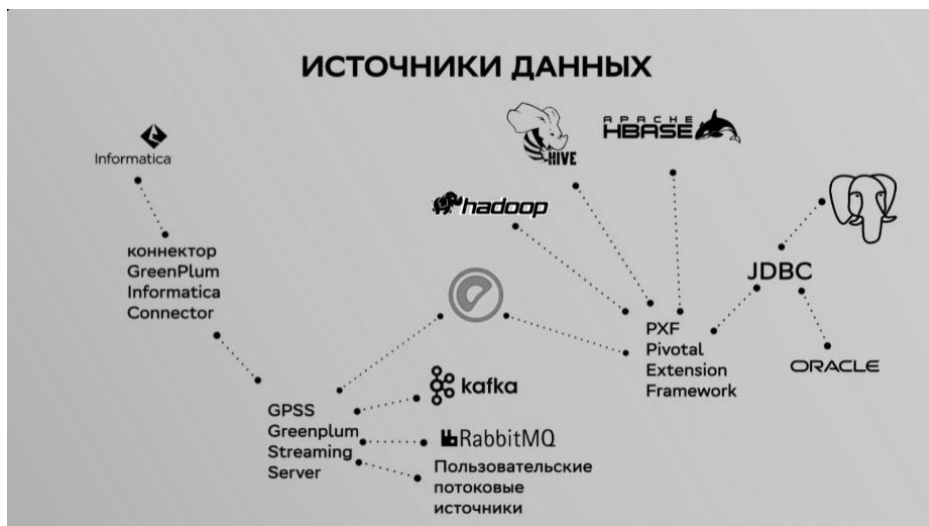 ИСТОЧНИКИ ДАННЫХ
Informatica
коннектор
GreenPlum
Informatica
Connector
hadoop
HIVE
APACHE
HBASE
JDBC
ORACLE
PXF
Pivotal
Extension
Framework
GPSS
Greenplum
Streaming
Server
kafka
RabbitMQ
Пользовательские
потоковые
источники